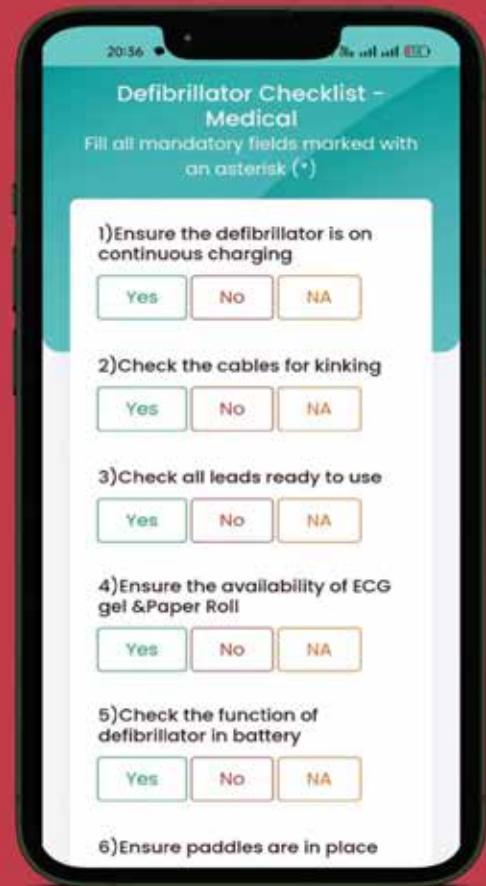 20:56
Defibrillator Checklist -
Medical
Fill all mandatory fields marked with
an asterisk (*)
1)Ensure the defibrillator is on
continuous charging
Yes No NA
2)Check the cables for kinking
Yes No NA
3)Check all leads ready to use
Yes No NA
4)Ensure the availability of ECG
gel &Paper Roll
Yes No NA
5)Check the function of
defibrillator in battery
Yes No NA
6)Ensure paddles are in place